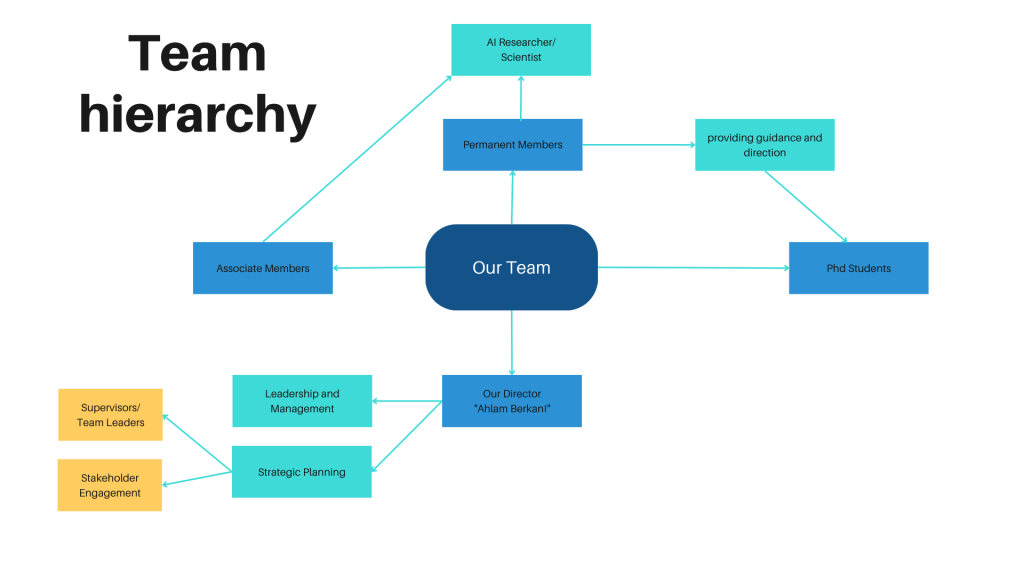 Team
hierarchy
AI Researcher/
Scientist
Permanent Members
providing guidance and
direction
Associate Members
Our Team
Phd Students
Leadership and
Management
Our Director
"Ahlam BerkanI"
Supervisors/
Team Leaders
Strategic Planning
Stakeholder
Engagement